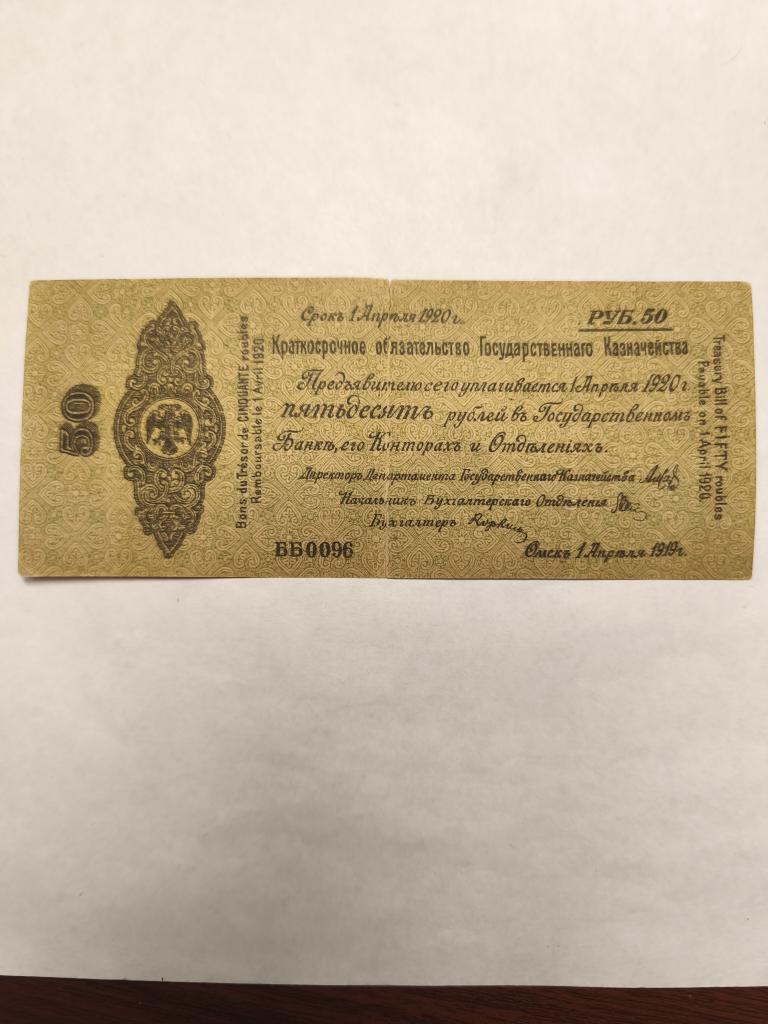 50
Bons du Trésor de CINQUANTE roubles
Remboursable le 1 Avril 1920.
Срокъ 1 Апрѣля 1920 г.
РУБ. 50
Краткосрочное обязательство Государственнаго Казначейства
Предъявителю сего уплачивается 1 Апрѣля 1920 г.
пятьдесятъ рублей въ Государственномъ
Банкѣ, его Конторахъ и Отдѣленіяхъ.
Директоръ Департамента Государственнаго Казначейства
Начальникъ Бухгалтерскаго Отдѣленія
Бухгалтеръ
ББ0096
Омскъ 1 Апрѣля 1919 г.
Treasury Bill of FIFTY roubles
Payable on 1 April 1920.